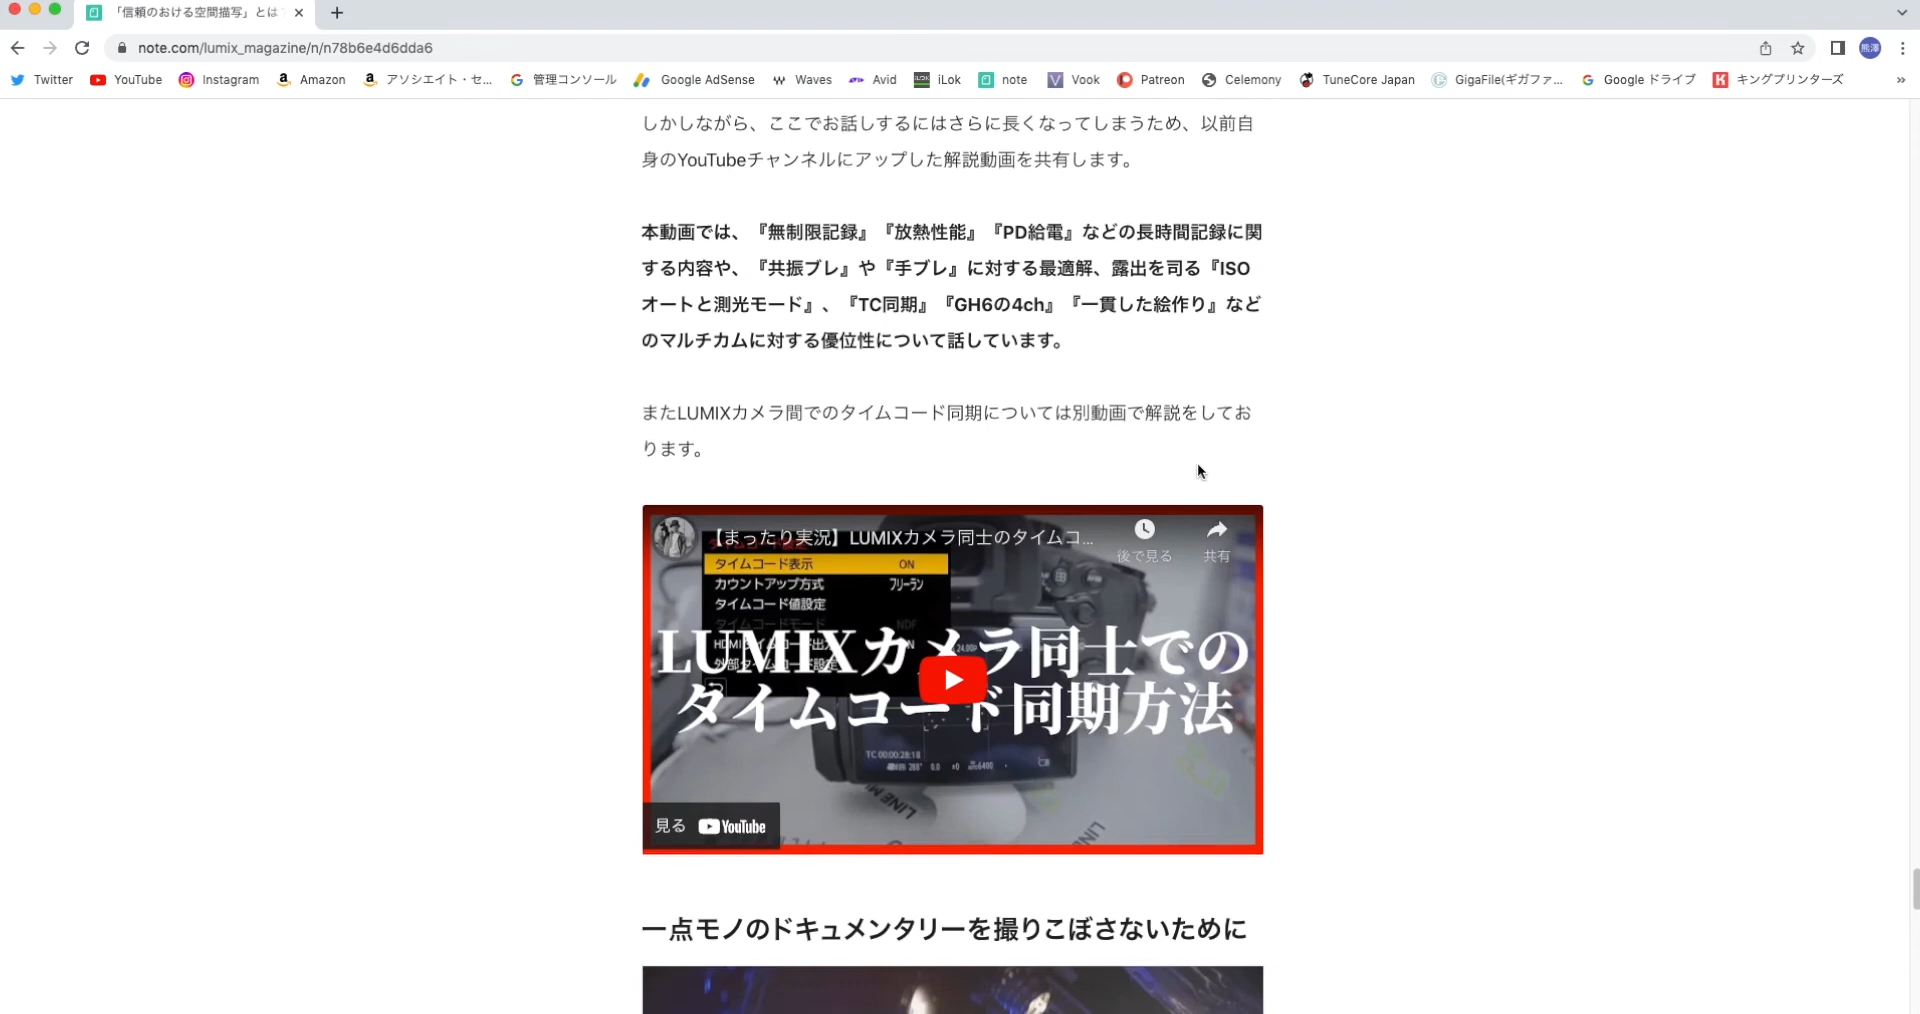 「信頼のおける空間描写」とは
note.com/lumix_magazine/n/n78b6e4d6dda6
熊澤
Twitter YouTube Instagram Amazon アソシエイト・セ... 管理コンソール Google AdSense Waves Avid iLok note Vook Patreon Celemony TuneCore Japan GigaFile(ギガファ... Google ドライブ キングプリンターズ »
しかしながら、ここでお話しするにはさらに長くなってしまうため、以前自
身のYouTubeチャンネルにアップした解説動画を共有します。
本動画では、『無制限記録』『放熱性能』『PD給電』などの長時間記録に関
する内容や、『共振ブレ』や『手ブレ』に対する最適解、露出を司る『ISO
オートと測光モード』、『TC同期』『GH6の4ch』『一貫した絵作り』など
のマルチカムに対する優位性について話しています。
またLUMIXカメラ間でのタイムコード同期については別動画で解説をしてお
ります。
【まったり実況】LUMIXカメラ同士のタイムコ...
後で見る 共有
タイムコード表示 ON
カウントアップ方式 フリーラン
タイムコード値設定
タイムコードモード NDF
LUMIXカメラ同士での
タイムコード同期方法
TC 00:00:28:18
見る YouTube
一点モノのドキュメンタリーを撮りこぼさないために